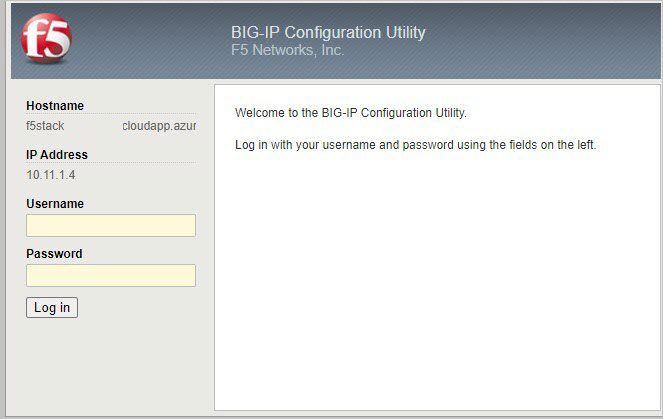 f5
BIG-IP Configuration Utility
F5 Networks, Inc.
Hostname
f5stack cloudapp.azur
IP Address
10.11.1.4
Username
Password
Log in
Welcome to the BIG-IP Configuration Utility.
Log in with your username and password using the fields on the left.